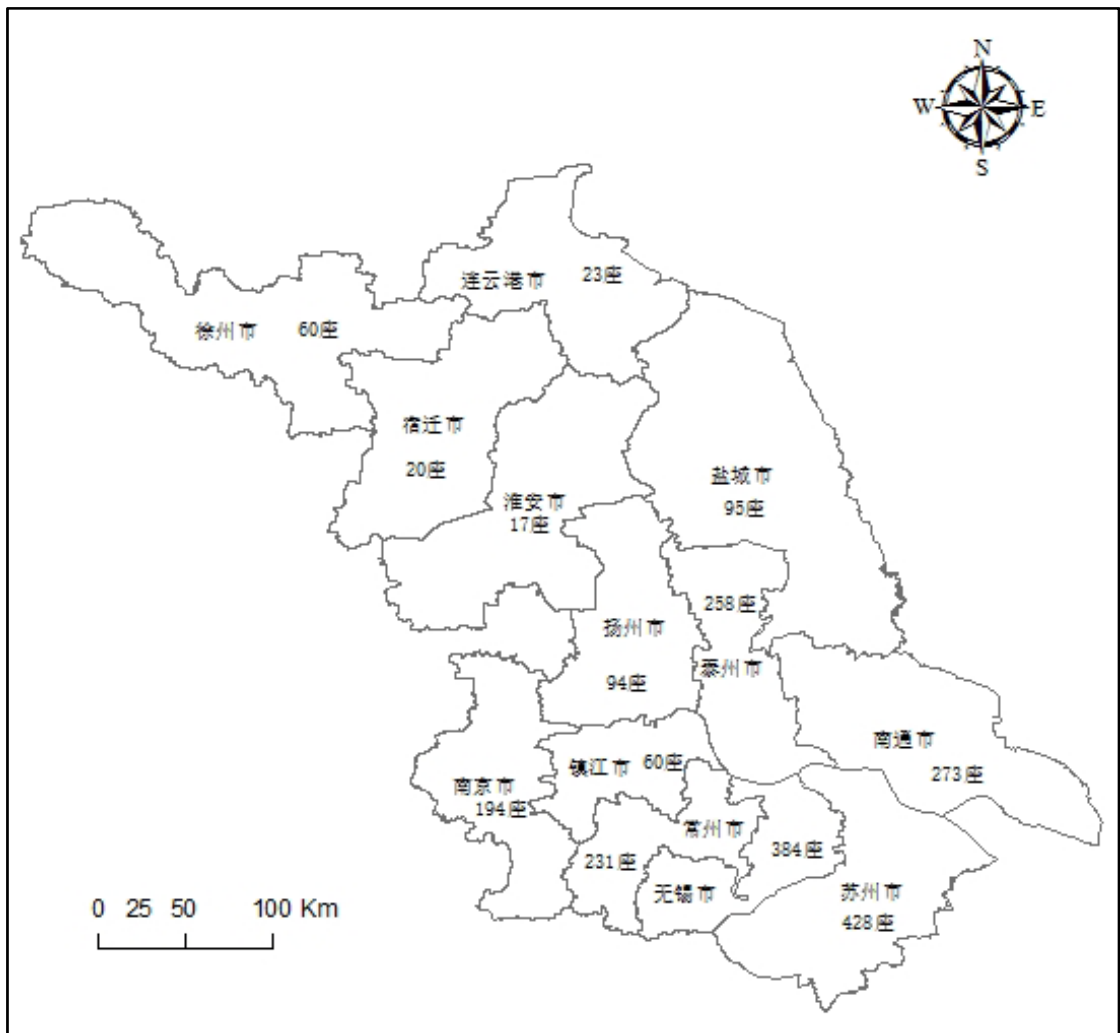 N
W E
S
连云港市 23座
徐州市 60座
宿迁市
20座
盐城市
95座
淮安市
17座
258座
扬州市
泰州市
94座
南通市
273座
镇江市 60座
南京市
194座
常州市
384座
231座
无锡市
苏州市
428座
0 25 50 100 Km